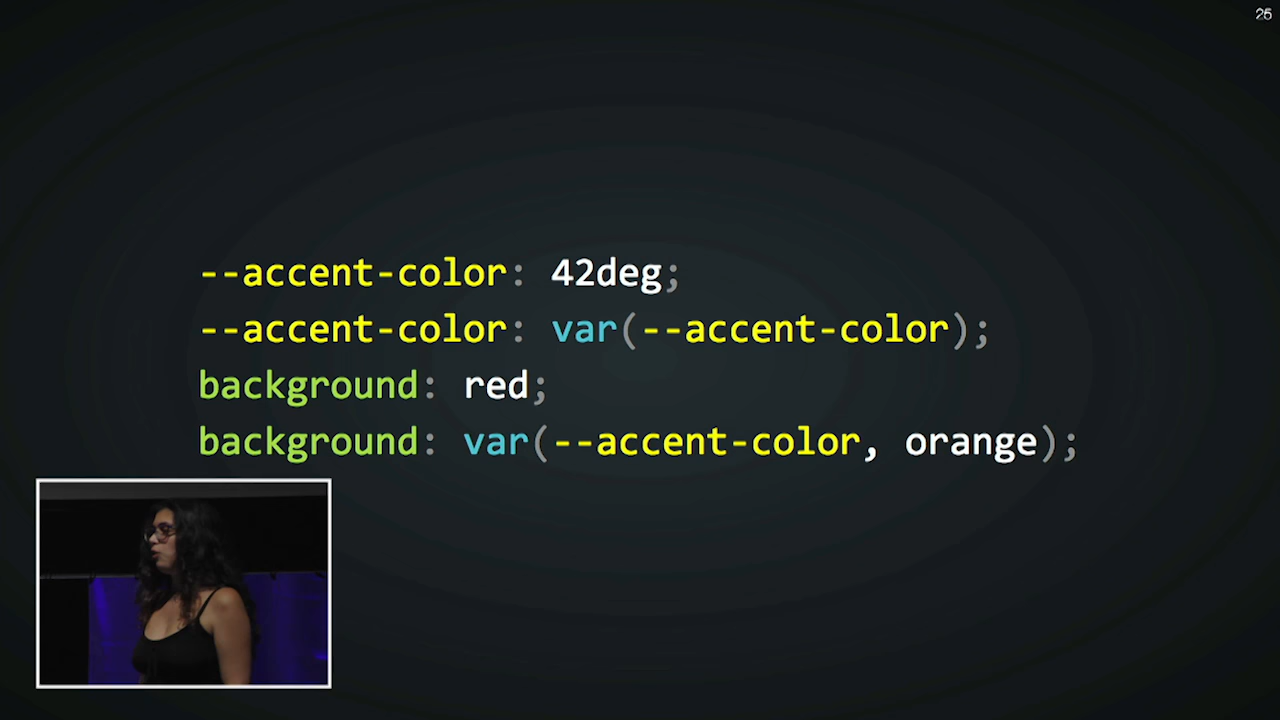 25
--accent-color: 42deg;
--accent-color: var(--accent-color);
background: red;
background: var(--accent-color, orange);